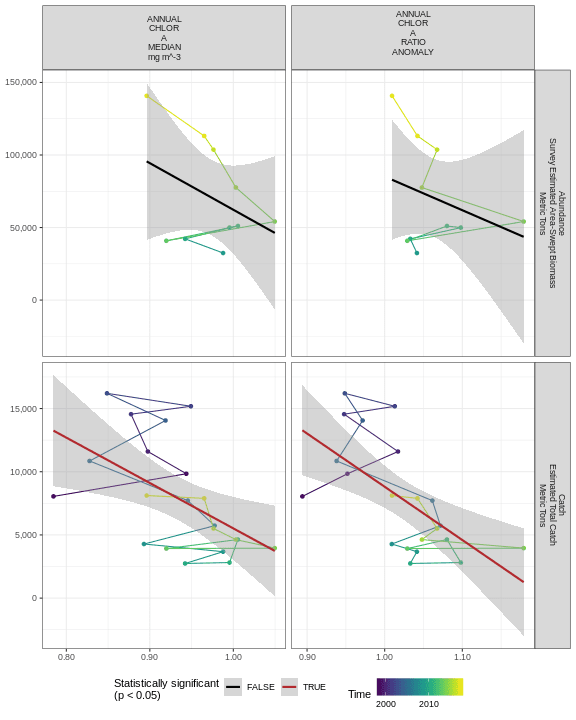 ANNUAL
CHLOR
A
MEDIAN
mg m^-3
ANNUAL
CHLOR
A
RATIO
ANOMALY
150,000
100,000
50,000
0
Abundance
Survey Estimated Area-Swept Biomass
Metric Tons
15,000
10,000
5,000
0
Catch
Estimated Total Catch
Metric Tons
0.80 0.90 1.00
0.90 1.00 1.10
Statistically significant
(p < 0.05)
FALSE TRUE
Time
2000 2010